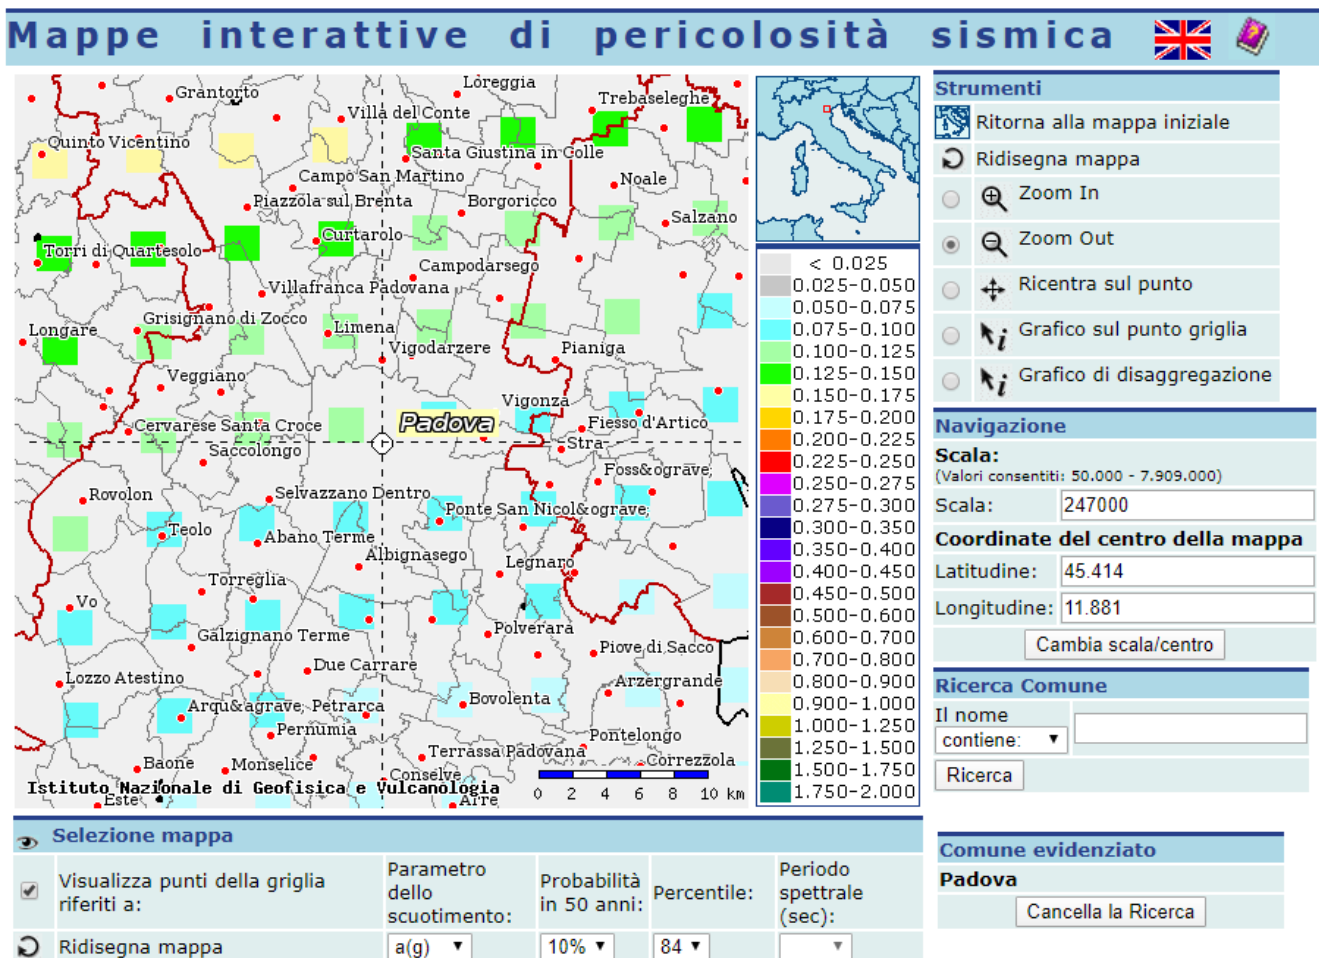 Mappe interattive di pericolosità sismica
Grantorto
Loreggia
Trebaseleghe
Villa del Conte
Quinto Vicentino
Santa Giustina in Colle
Campo San Martino
Noale
Piazzola sul Brenta
Borgoricco
Salzano
Curtarolo
Torri di Quartesolo
Campodarsego
Villafranca Padovana
Grisignano di Zocco
Limena
Longare
Vigodarzere
Pianiga
Veggiano
Vigonza
Padova
Fiesso d'Artico
Cervarese Santa Croce
Stra
Saccolongo
Foss&ograve;
Rovolon
Selvazzano Dentro
Ponte San Nicol&ograve;
Teolo
Abano Terme
Albignasego
Legnaro
Torreglia
Vo
Galzignano Terme
Polverara
Piove di Sacco
Due Carrare
Lozzo Atestino
Arzergrande
Bovolenta
Arqu&agrave; Petrarca
Pernumia
Pontelongo
Terrassa Padovana
Correzzola
Baone
Monselice
Conselve
Istituto Nazionale di Geofisica e Vulcanologia
Este
Arre
0 2 4 6 8 10 km
< 0.025
0.025-0.050
0.050-0.075
0.075-0.100
0.100-0.125
0.125-0.150
0.150-0.175
0.175-0.200
0.200-0.225
0.225-0.250
0.250-0.275
0.275-0.300
0.300-0.350
0.350-0.400
0.400-0.450
0.450-0.500
0.500-0.600
0.600-0.700
0.700-0.800
0.800-0.900
0.900-1.000
1.000-1.250
1.250-1.500
1.500-1.750
1.750-2.000
Strumenti
Ritorna alla mappa iniziale
Ridisegna mappa
Zoom In
Zoom Out
Ricentra sul punto
Grafico sul punto griglia
Grafico di disaggregazione
Navigazione
Scala:
(Valori consentiti: 50.000 - 7.909.000)
Scala: 247000
Coordinate del centro della mappa
Latitudine: 45.414
Longitudine: 11.881
Cambia scala/centro
Ricerca Comune
Il nome
contiene:
Ricerca
Selezione mappa
Visualizza punti della griglia
riferiti a:
Parametro
dello
scuotimento:
Probabilità
in 50 anni:
Percentile:
Periodo
spettrale
(sec):
Ridisegna mappa
a(g)
10%
84
Comune evidenziato
Padova
Cancella la Ricerca